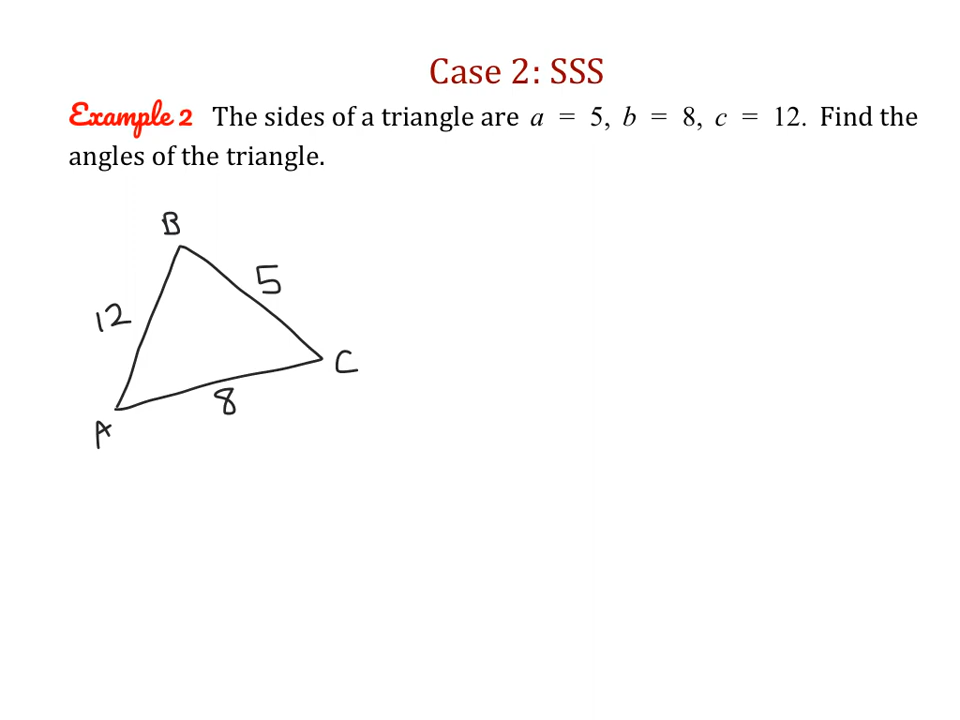 Case 2: SSS
Example 2 The sides of a triangle are a = 5, b = 8, c = 12. Find the
angles of the triangle.
B
5
12
C
8
A